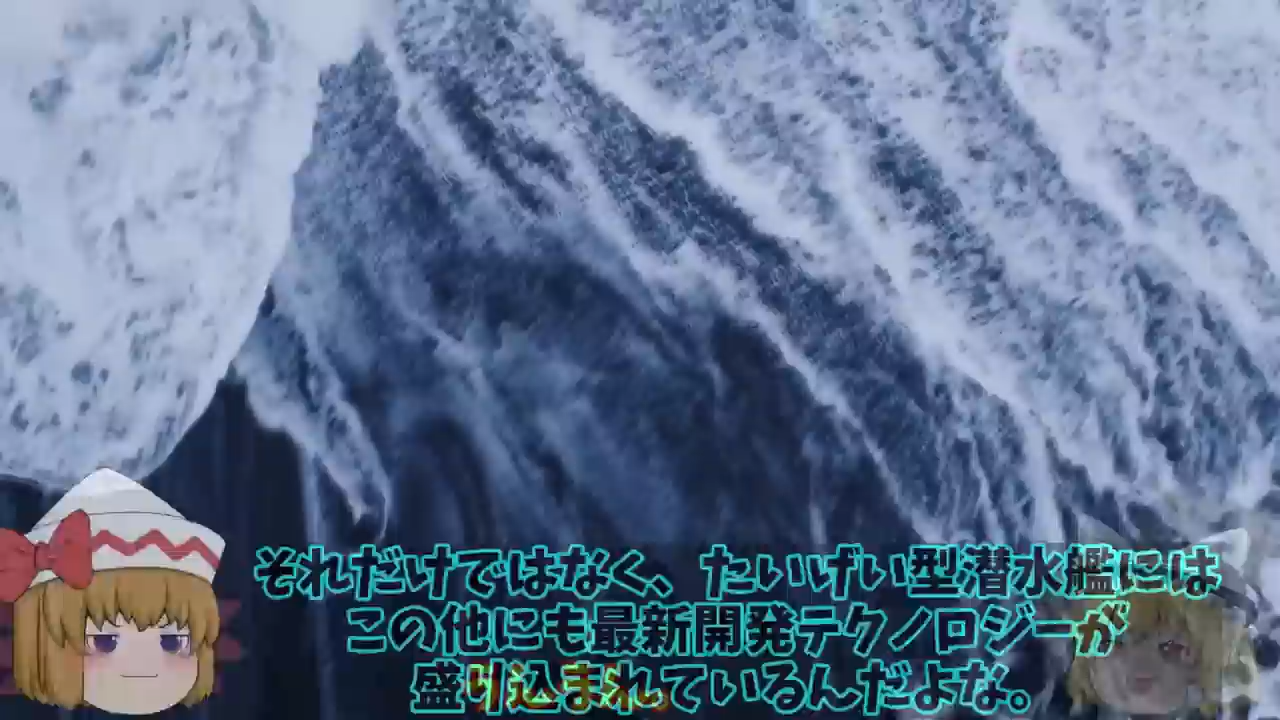 それだけではなく、たいげい型潜水艦には
この他にも最新開発テクノロジーが
盛り込まれているんだよな。